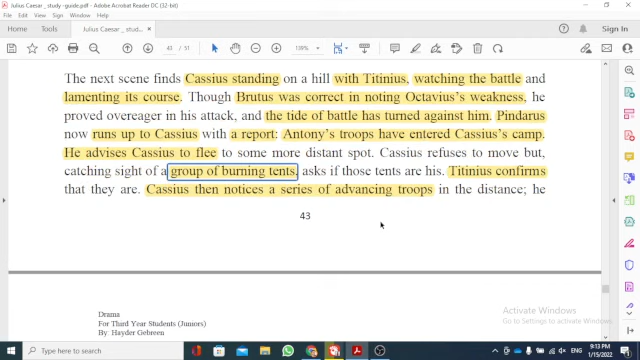 Julius Caesar _ study -guide.pdf - Adobe Acrobat Reader DC (32-bit)
File Edit View Sign Window Help
Home Tools Julius Caesar _ stud... × Sign In
43 / 51 139%
The next scene finds Cassius standing on a hill with Titinius, watching the battle and
lamenting its course. Though Brutus was correct in noting Octavius's weakness, he
proved overeager in his attack, and the tide of battle has turned against him. Pindarus
now runs up to Cassius with a report: Antony's troops have entered Cassius's camp.
He advises Cassius to flee to some more distant spot. Cassius refuses to move but,
catching sight of a group of burning tents, asks if those tents are his. Titinius confirms
that they are. Cassius then notices a series of advancing troops in the distance; he
43
Drama
For Third Year Students (Juniors)
By: Hayder Gebreen
Activate Windows
Go to Settings to activate Windows.
Type here to search
ENG
9:13 PM
1/15/2022